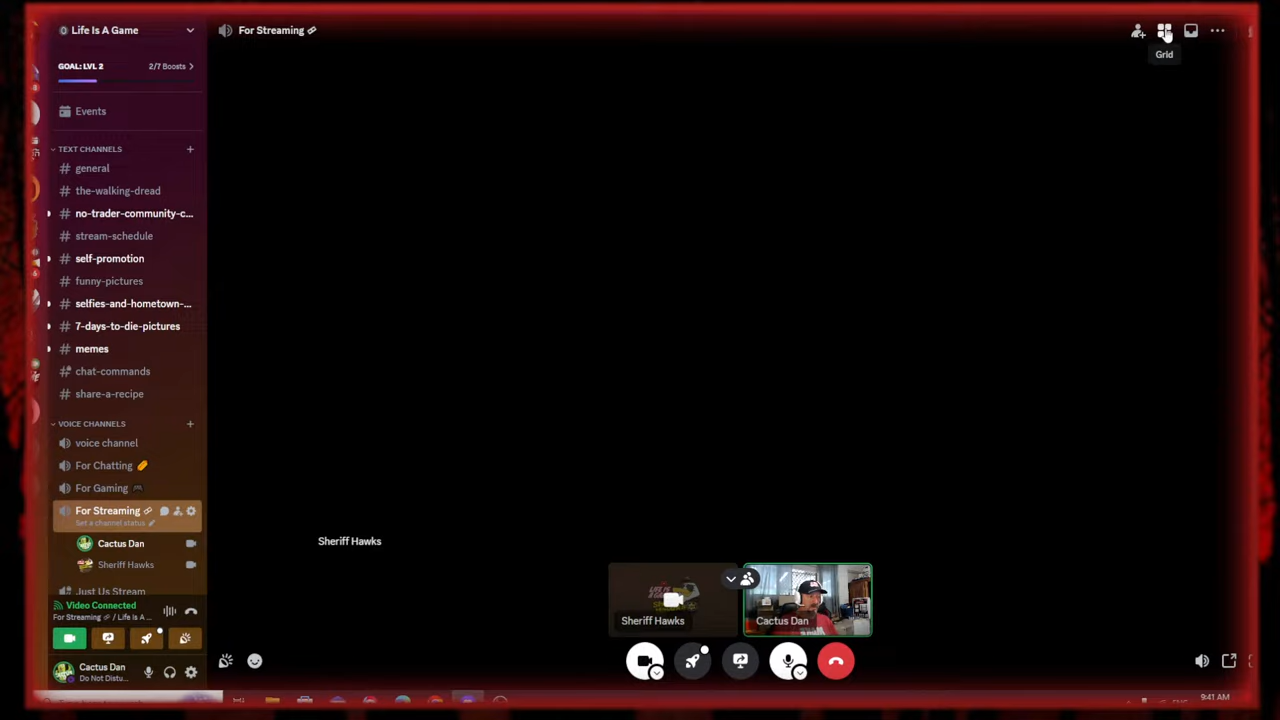 Life Is A Game
GOAL: LVL 2
2/7 Boosts
Events
TEXT CHANNELS
general
the-walking-dread
no-trader-community-c...
stream-schedule
self-promotion
funny-pictures
selfies-and-hometown-...
7-days-to-die-pictures
memes
chat-commands
share-a-recipe
VOICE CHANNELS
voice channel
For Chatting
For Gaming
For Streaming
Set a channel status
Cactus Dan
Sheriff Hawks
Just Us Stream
Video Connected
For Streaming / Life Is A ...
Cactus Dan
Do Not Distu...
For Streaming
Grid
Sheriff Hawks
Sheriff Hawks
Cactus Dan
9:41 AM